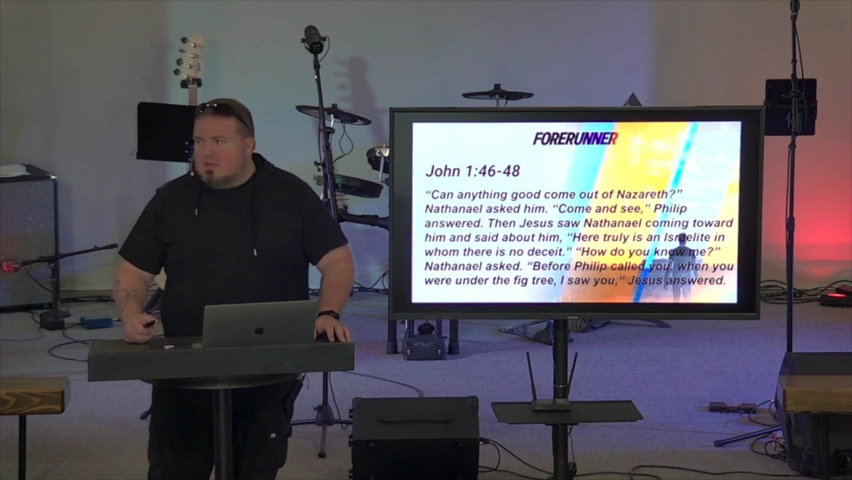 FORERUNNER
John 1:46-48
“Can anything good come out of Nazareth?”
Nathanael asked him. “Come and see,” Philip
answered. Then Jesus saw Nathanael coming toward
him and said about him, “Here truly is an Israelite in
whom there is no deceit.” “How do you know me?”
Nathanael asked. “Before Philip called you, when you
were under the fig tree, I saw you,” Jesus answered.